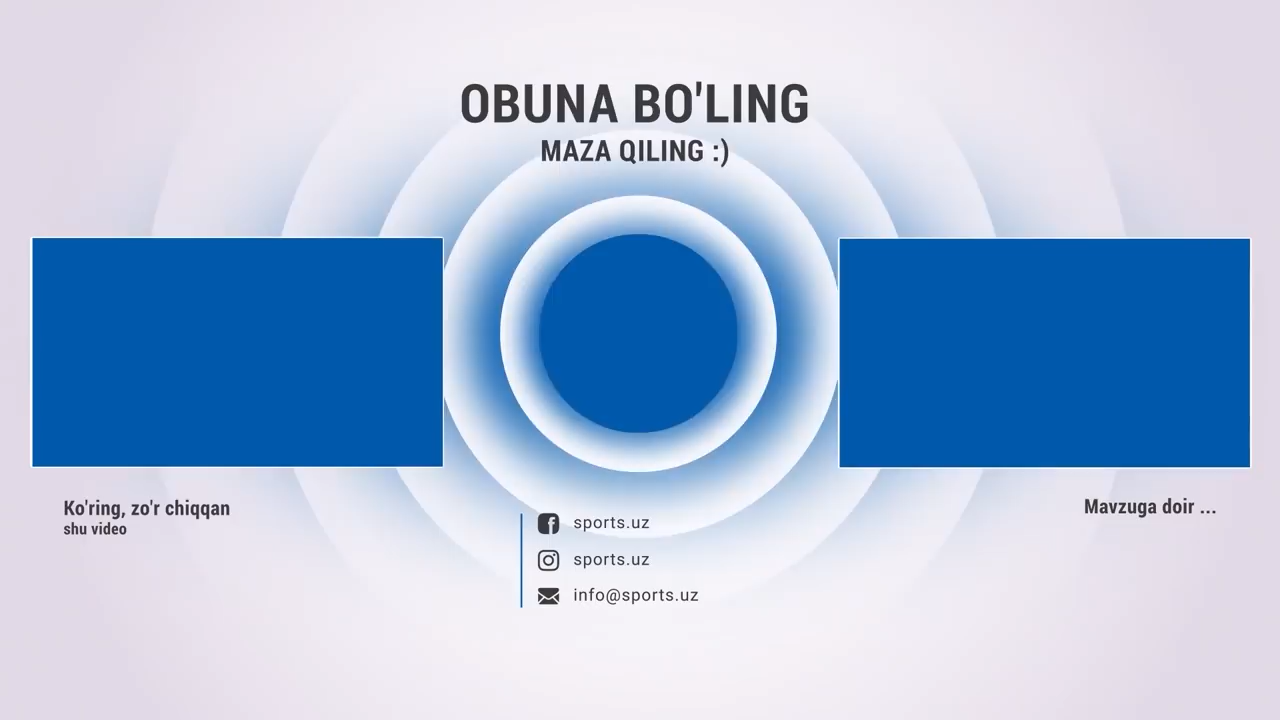 OBUNA BO'LING
MAZA QILING :)
Ko'ring, zo'r chiqqan
shu video
Mavzuga doir ...
sports.uz
sports.uz
info@sports.uz